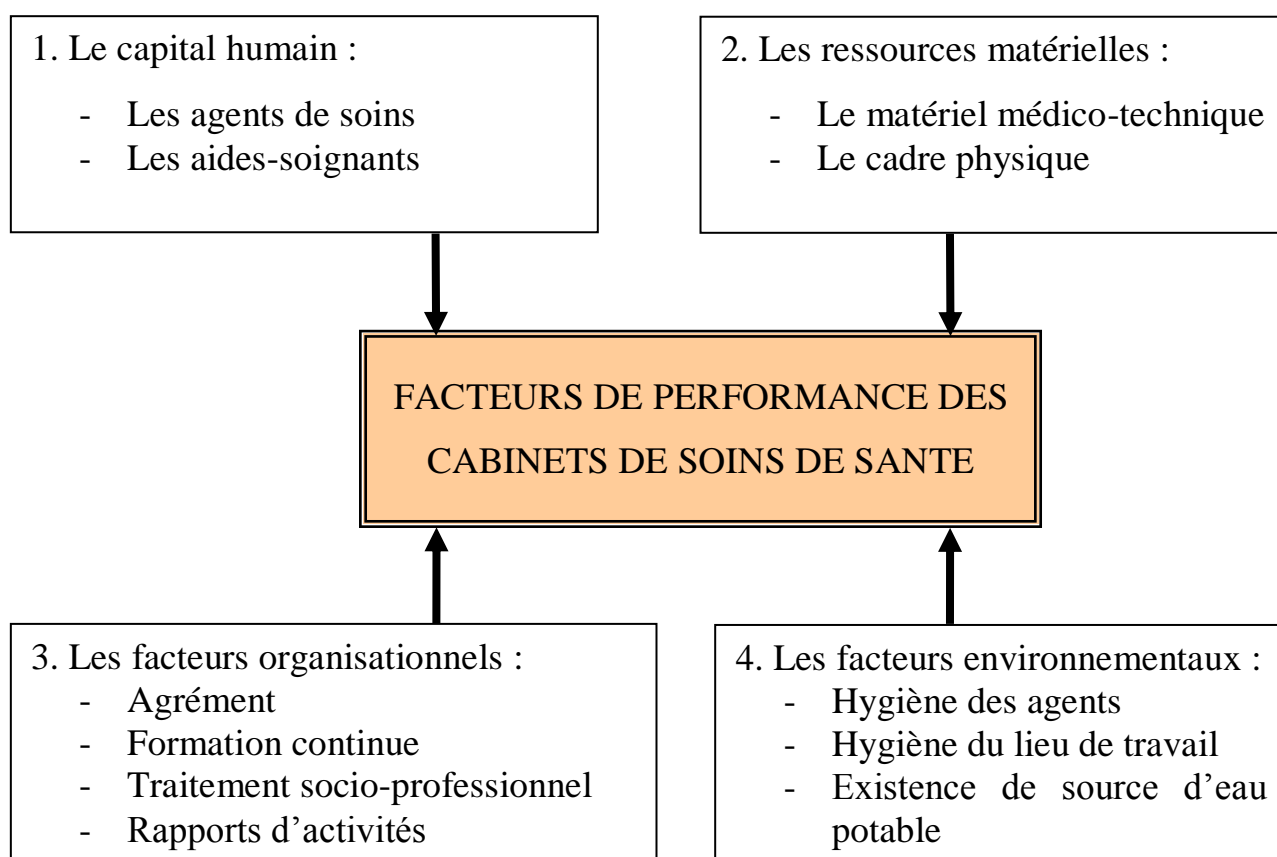 1. Le capital humain :
- Les agents de soins
- Les aides-soignants
2. Les ressources matérielles :
- Le matériel médico-technique
- Le cadre physique
FACTEURS DE PERFORMANCE DES
CABINETS DE SOINS DE SANTE
3. Les facteurs organisationnels :
- Agrément
- Formation continue
- Traitement socio-professionnel
- Rapports d’activités
4. Les facteurs environnementaux :
- Hygiène des agents
- Hygiène du lieu de travail
- Existence de source d’eau
potable